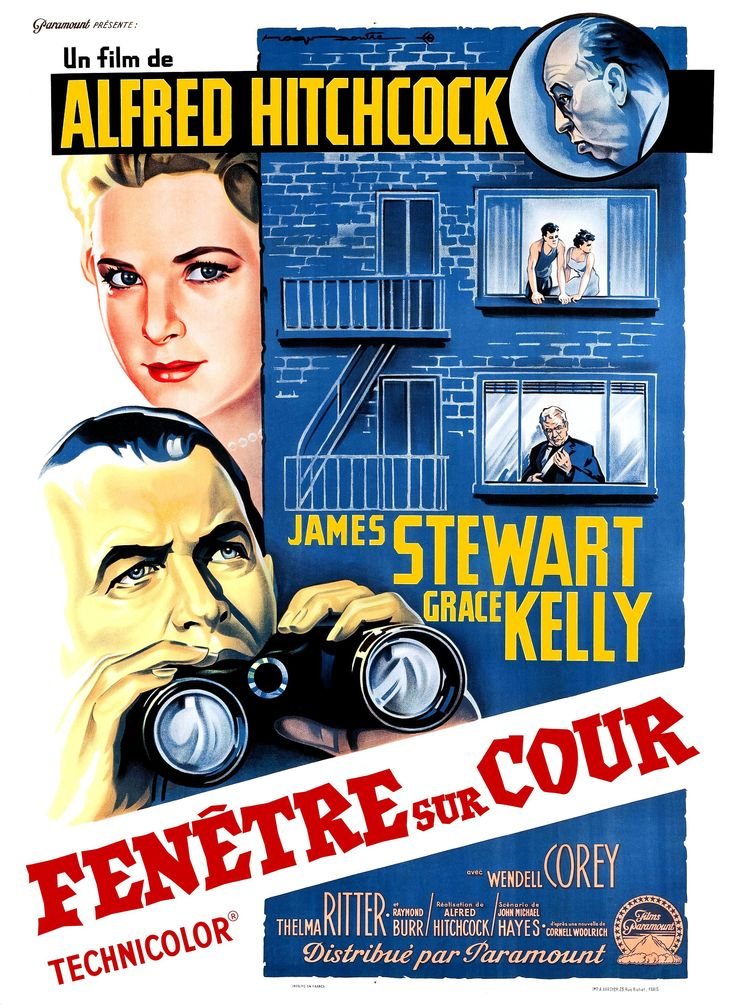 Paramount PRÉSENTE :
Un film de
ALFRED HITCHCOCK
JAMES STEWART
GRACE KELLY
FENÊTRE SUR COUR
TECHNICOLOR®
avec WENDELL COREY
THELMA RITTER · et RAYMOND BURR / Réalisation de ALFRED HITCHCOCK / Scénario de JOHN MICHAEL HAYES · d'après une nouvelle de CORNELL WOOLRICH
Distribué par Paramount
Films Paramount